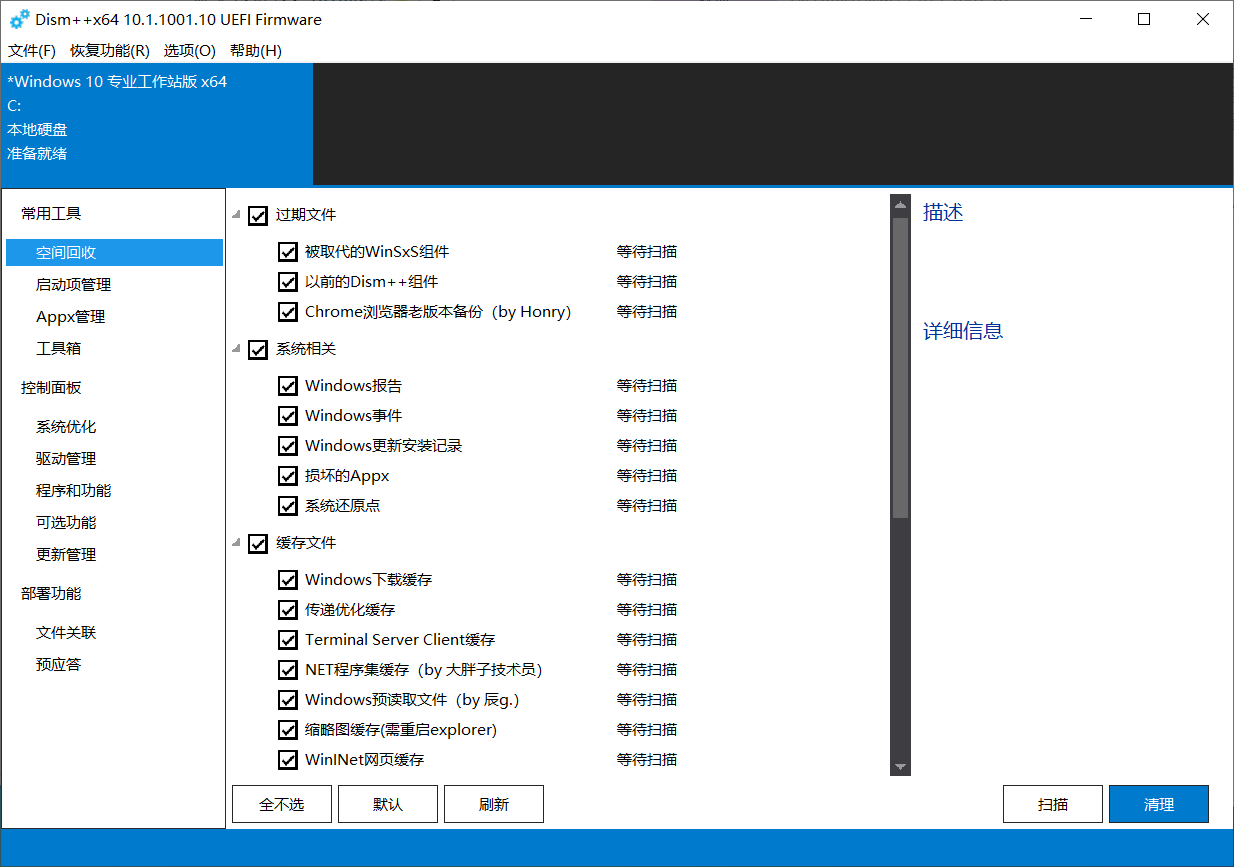 Dism++x64 10.1.1001.10 UEFI Firmware
文件(F) 恢复功能(R) 选项(O) 帮助(H)
*Windows 10 专业工作站版 x64
C:
本地硬盘
准备就绪
常用工具
空间回收
启动项管理
Appx管理
工具箱
控制面板
系统优化
驱动管理
程序和功能
可选功能
更新管理
部署功能
文件关联
预应答
过期文件
被取代的WinSxS组件 等待扫描
以前的Dism++组件 等待扫描
Chrome浏览器老版本备份（by Honry） 等待扫描
系统相关
Windows报告 等待扫描
Windows事件 等待扫描
Windows更新安装记录 等待扫描
损坏的Appx 等待扫描
系统还原点 等待扫描
缓存文件
Windows下载缓存 等待扫描
传递优化缓存 等待扫描
Terminal Server Client缓存 等待扫描
NET程序集缓存（by 大胖子技术员） 等待扫描
Windows预读取文件（by 辰g.） 等待扫描
缩略图缓存(需重启explorer) 等待扫描
WinINet网页缓存 等待扫描
全不选 默认 刷新
描述
详细信息
扫描 清理